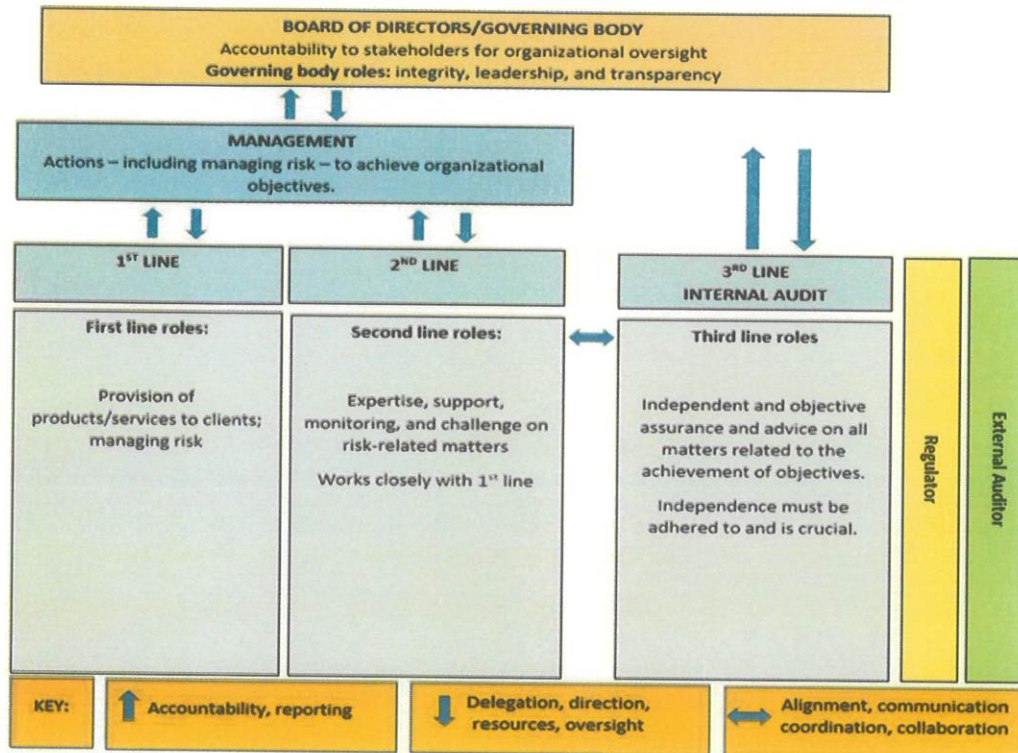 BOARD OF DIRECTORS/GOVERNING BODY
Accountability to stakeholders for organizational oversight
Governing body roles: integrity, leadership, and transparency
MANAGEMENT
Actions – including managing risk – to achieve organizational
objectives.
1ST LINE
2ND LINE
3RD LINE
INTERNAL AUDIT
First line roles:
Provision of
products/services to clients;
managing risk
Second line roles:
Expertise, support,
monitoring, and challenge on
risk-related matters
Works closely with 1st line
Third line roles
Independent and objective
assurance and advice on all
matters related to the
achievement of objectives.
Independence must be
adhered to and is crucial.
Regulator
External Auditor
KEY:
Accountability, reporting
Delegation, direction,
resources, oversight
Alignment, communication
coordination, collaboration